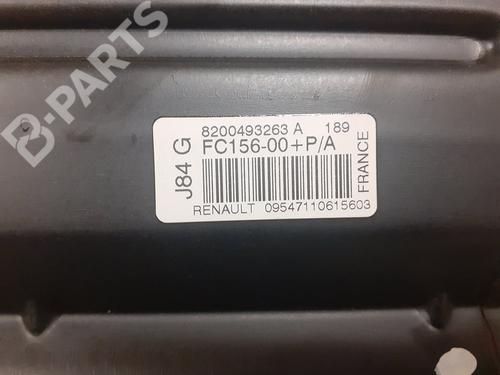 B-PARTS
J84 G
8200493263 A 189
FC156-00+P/A
RENAULT 09547110615603
FRANCE